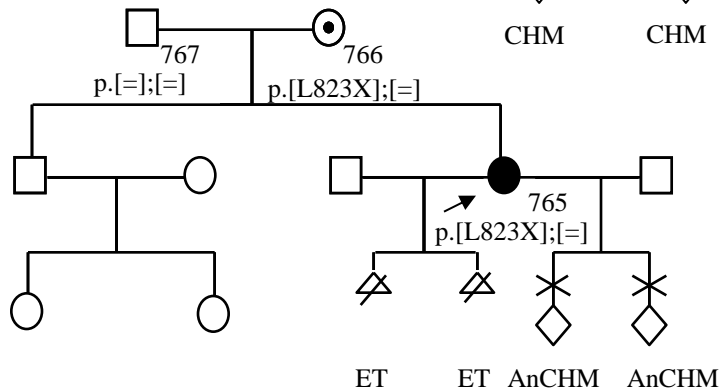 CHM CHM
767 766
p.[=];[=] p.[L823X];[=]
765
p.[L823X];[=]
ET ET AnCHM AnCHM